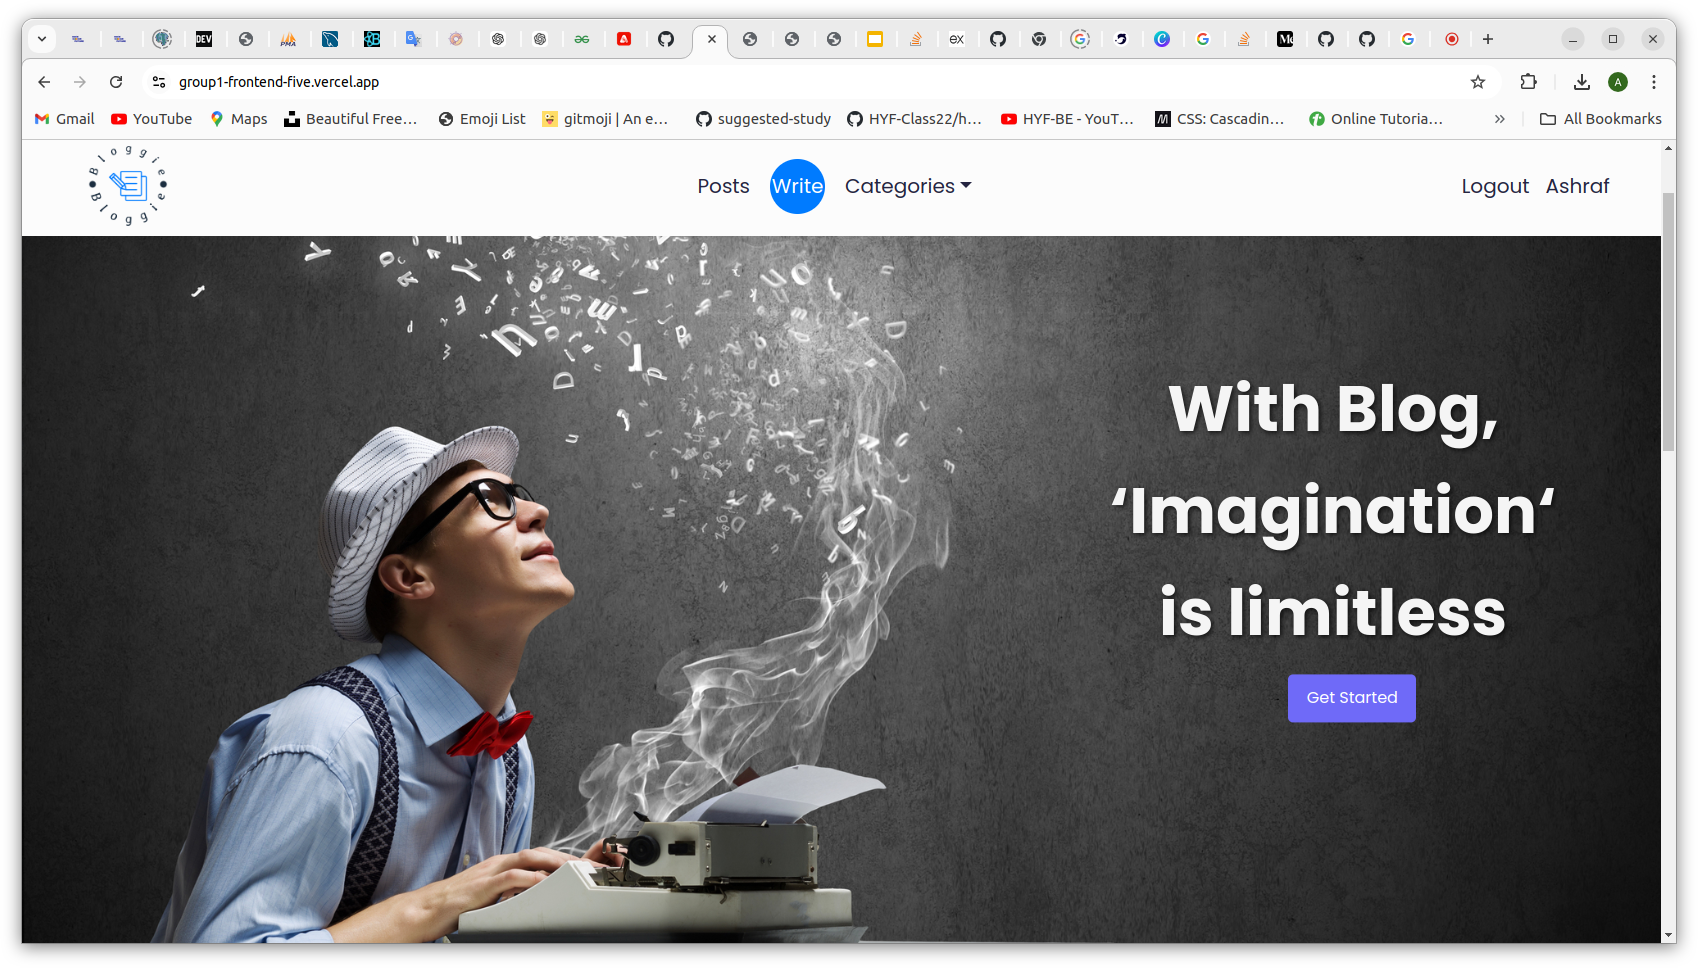 DEV
PMA
ex
group1-frontend-five.vercel.app
A
Gmail
YouTube
Maps
Beautiful Free...
Emoji List
gitmoji | An e...
suggested-study
HYF-Class22/h...
HYF-BE - YouT...
CSS: Cascadin...
Online Tutoria...
All Bookmarks
Bloggie
Bloggie
Posts
Write
Categories
Logout
Ashraf
With Blog,
‘Imagination‘
is limitless
Get Started